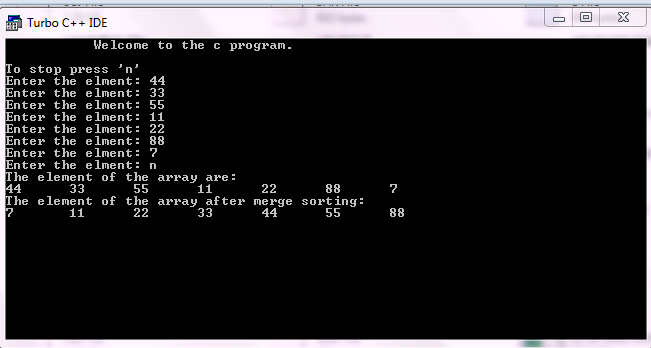 Turbo C++ IDE
Welcome to the c program.
To stop press 'n'
Enter the elment: 44
Enter the elment: 33
Enter the elment: 55
Enter the elment: 11
Enter the elment: 22
Enter the elment: 88
Enter the elment: 7
Enter the elment: n
The element of the array are:
44 33 55 11 22 88 7
The element of the array after merge sorting:
7 11 22 33 44 55 88